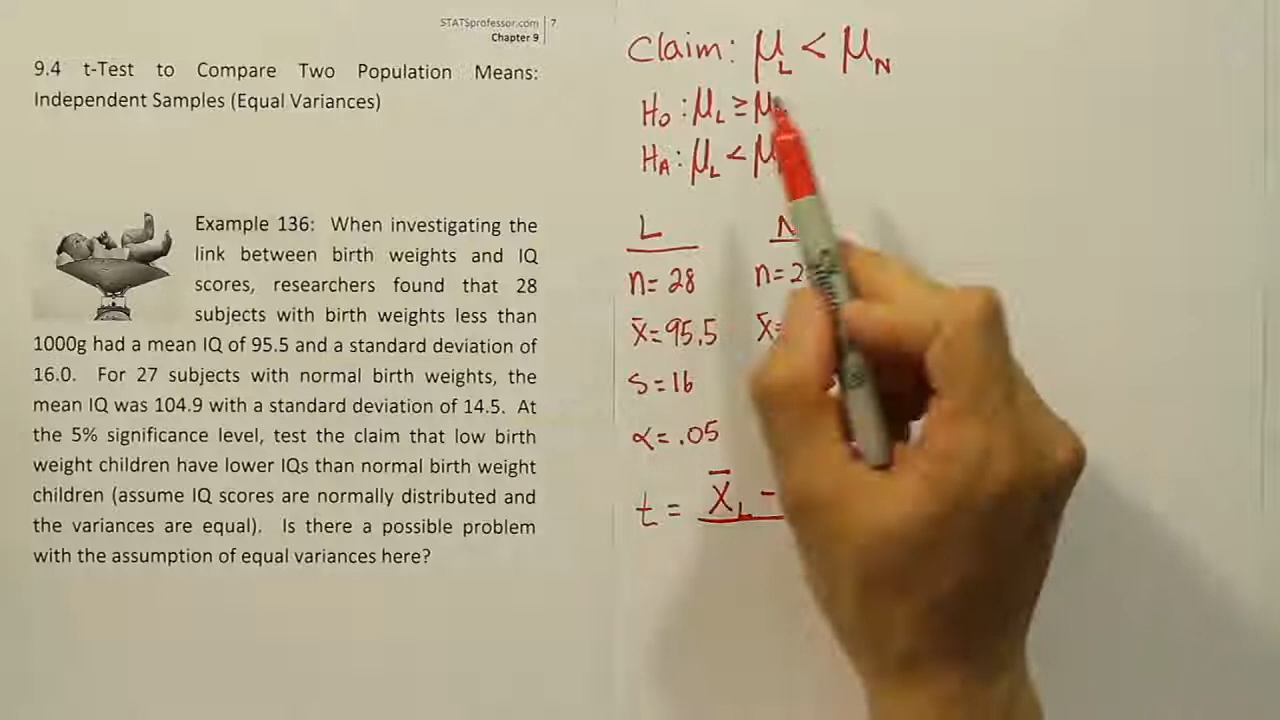 STATSprofessor.com | 7
Chapter 9
9.4 t-Test to Compare Two Population Means:
Independent Samples (Equal Variances)
Example 136: When investigating the
link between birth weights and IQ
scores, researchers found that 28
subjects with birth weights less than
1000g had a mean IQ of 95.5 and a standard deviation of
16.0. For 27 subjects with normal birth weights, the
mean IQ was 104.9 with a standard deviation of 14.5. At
the 5% significance level, test the claim that low birth
weight children have lower IQs than normal birth weight
children (assume IQ scores are normally distributed and
the variances are equal). Is there a possible problem
with the assumption of equal variances here?
Claim: μL < μN
H0: μL ≥ μ
HA: μL < μ
L N
n=28 n=2
x̄=95.5 x̄=
s=16
α=.05
t = x̄L -